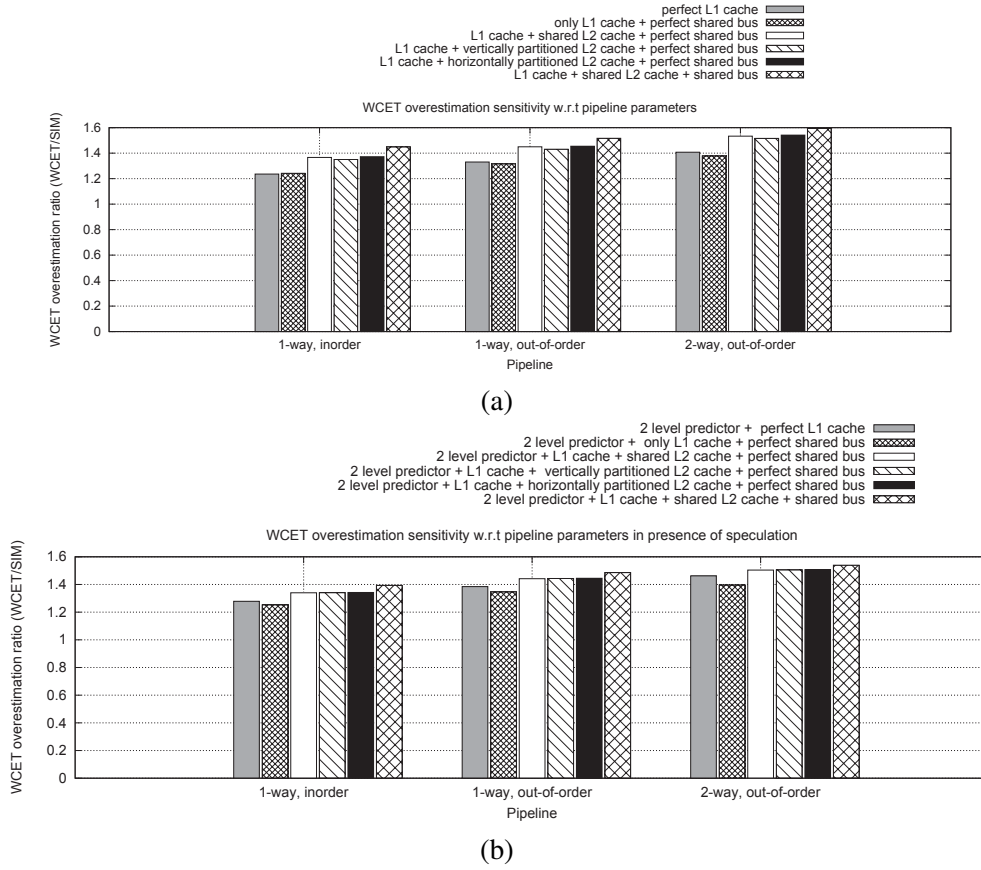 perfect L1 cache
only L1 cache + perfect shared bus
L1 cache + shared L2 cache + perfect shared bus
L1 cache + vertically partitioned L2 cache + perfect shared bus
L1 cache + horizontally partitioned L2 cache + perfect shared bus
L1 cache + shared L2 cache + shared bus
WCET overestimation sensitivity w.r.t pipeline parameters
WCET overestimation ratio (WCET/SIM)
1.6
1.4
1.2
1
0.8
0.6
0.4
0.2
0
1-way, inorder 1-way, out-of-order 2-way, out-of-order
Pipeline
(a)
2 level predictor + perfect L1 cache
2 level predictor + only L1 cache + perfect shared bus
2 level predictor + L1 cache + shared L2 cache + perfect shared bus
2 level predictor + L1 cache + vertically partitioned L2 cache + perfect shared bus
2 level predictor + L1 cache + horizontally partitioned L2 cache + perfect shared bus
2 level predictor + L1 cache + shared L2 cache + shared bus
WCET overestimation sensitivity w.r.t pipeline parameters in presence of speculation
WCET overestimation ratio (WCET/SIM)
1.6
1.4
1.2
1
0.8
0.6
0.4
0.2
0
1-way, inorder 1-way, out-of-order 2-way, out-of-order
Pipeline
(b)